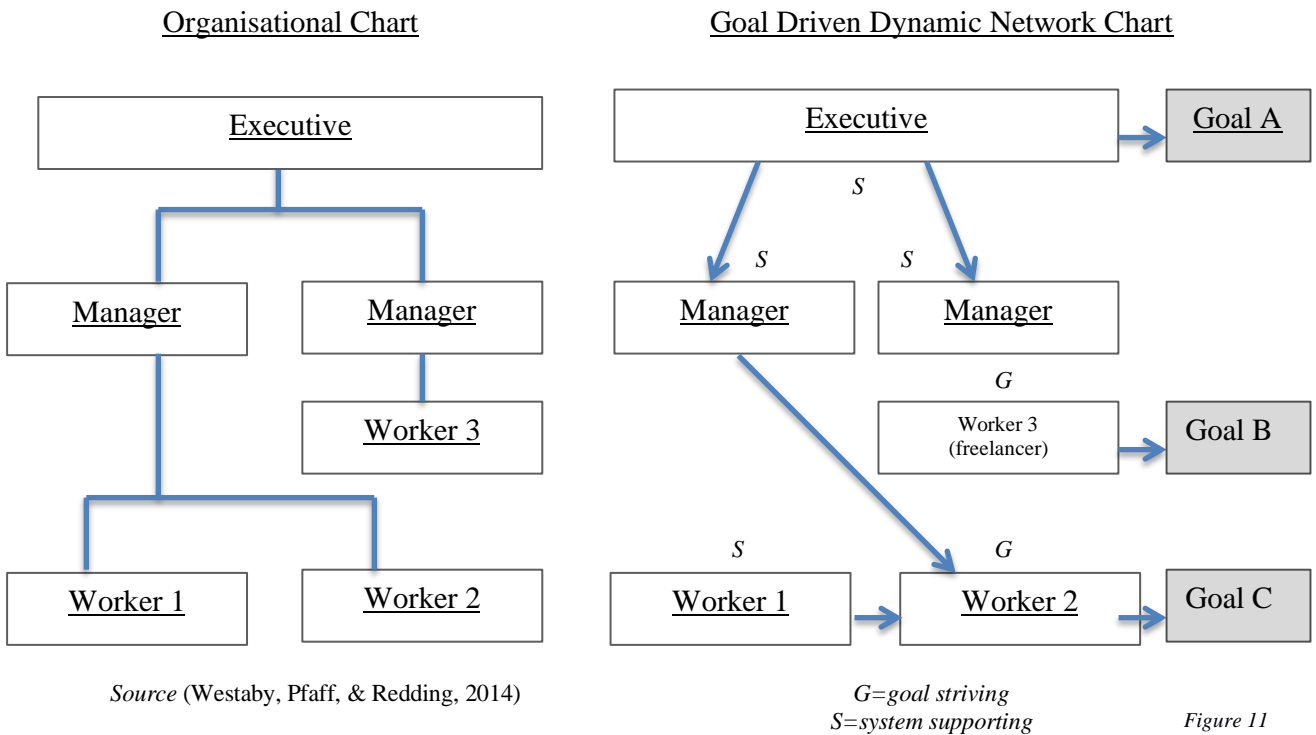 Organisational Chart
Executive
Manager
Manager
Worker 3
Worker 1
Worker 2
Source (Westaby, Pfaff, & Redding, 2014)
Goal Driven Dynamic Network Chart
Executive
Goal A
S
S
S
Manager
Manager
G
Worker 3
(freelancer)
Goal B
S
G
Worker 1
Worker 2
Goal C
G=goal striving
S=system supporting
Figure 11